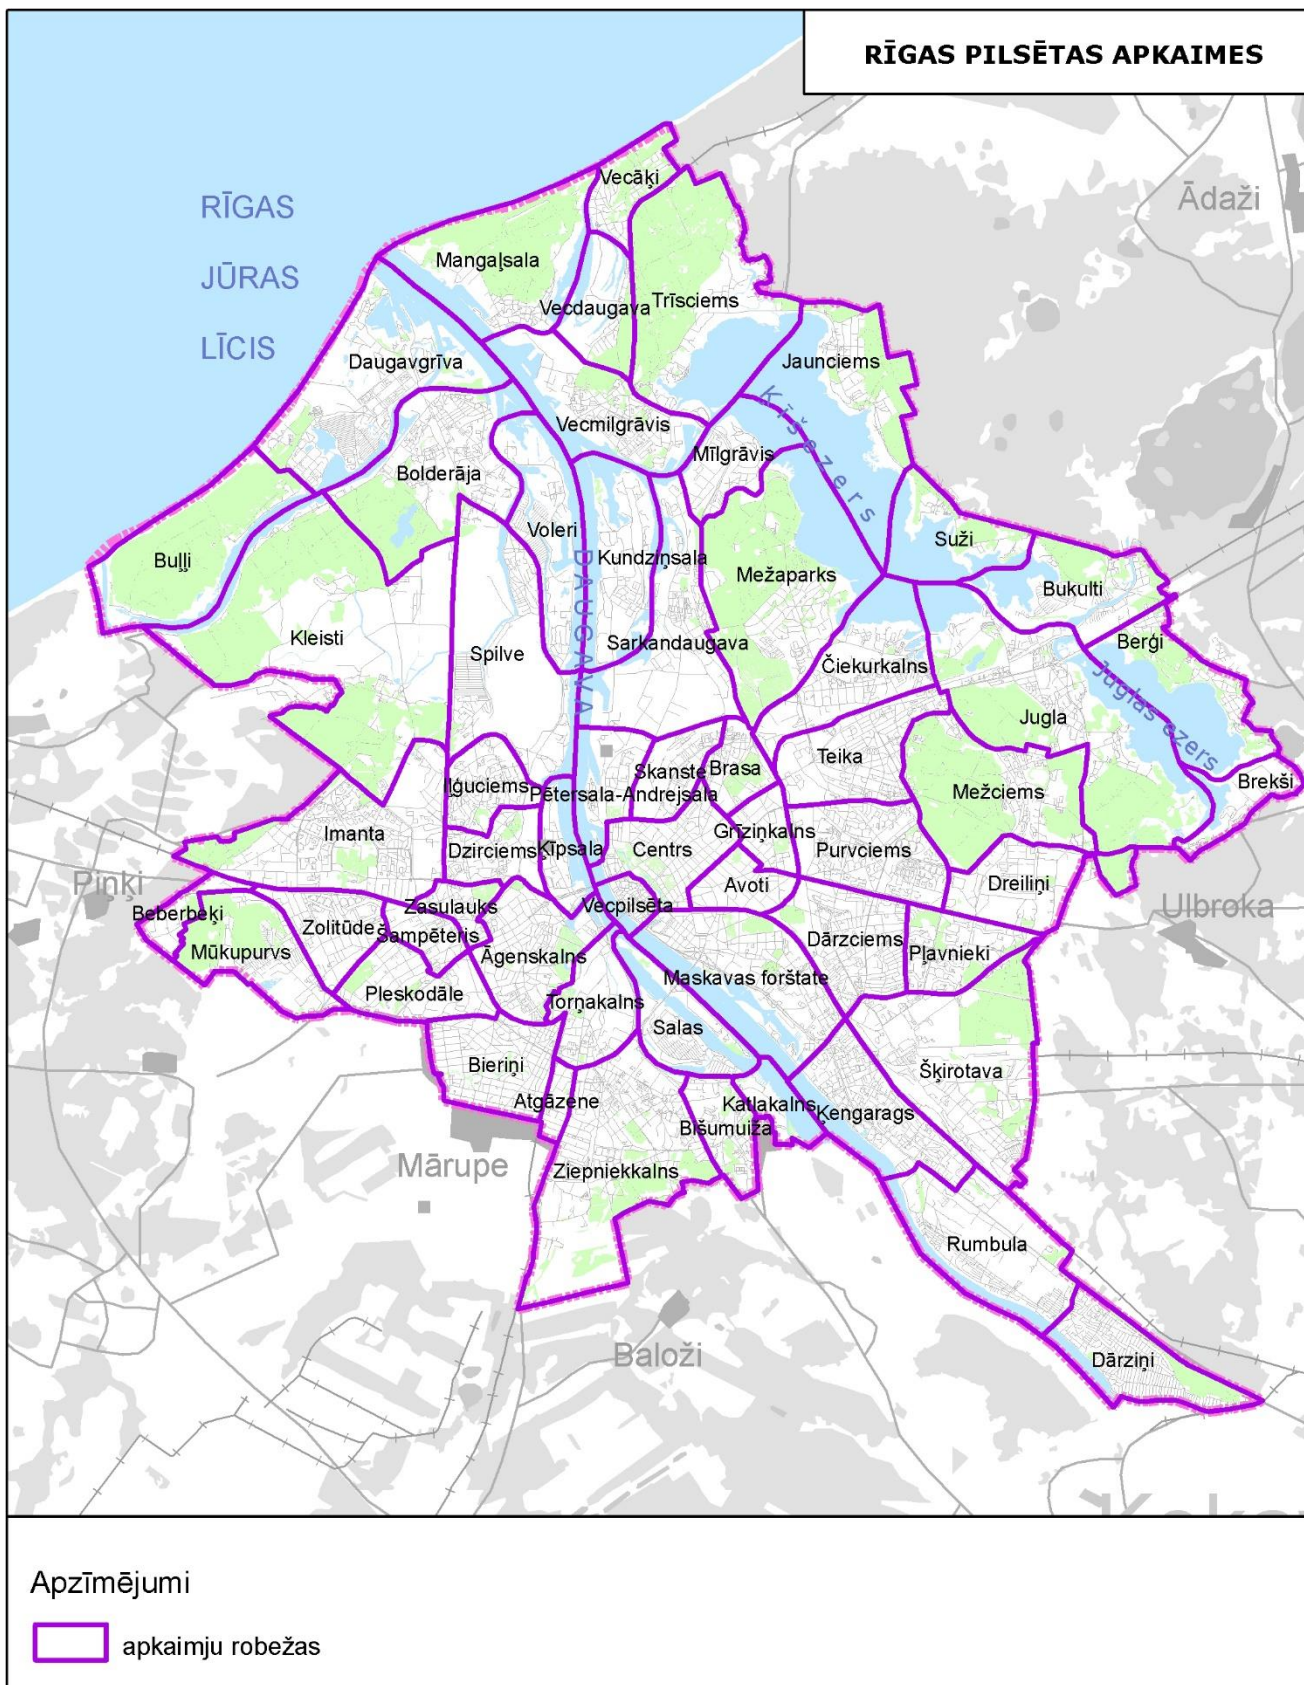 RĪGAS PILSĒTAS APKAIMES
Vecāķi
Ādaži
RĪGAS
JŪRAS
LĪCIS
Mangaļsala
Vecdaugava
Trīsciems
Daugavgrīva
Jaunciems
Ķīšezers
Vecmilgrāvis
Mīlgrāvis
Bolderāja
Voleri
Kundziņsala
Suži
Buļļi
Mežaparks
Bukulti
DAUGAVA
Kleisti
Spilve
Sarkandaugava
Čiekurkalns
Berģi
Juglas ezers
Jugla
Teika
Skanste
Brasa
Iļģuciems
Pētersala-Andrejsala
Mežciems
Brekši
Imanta
Grīziņkalns
Dzirciems
Ķīpsala
Centrs
Purvciems
Piņķi
Avoti
Dreiliņi
Ulbroka
Beberbeķi
Zasulauks
Vecpilsēta
Zolitūde
Šampēteris
Mūkupurvs
Āgenskalns
Dārzciems
Pļavnieki
Maskavas forštate
Pleskodāle
Torņakalns
Salas
Bieriņi
Šķirotava
Atgāzene
Katlakalns
Ķengarags
Bišumuiža
Mārupe
Ziepniekkalns
Rumbula
Baloži
Dārziņi
Apzīmējumi
apkaimju robežas